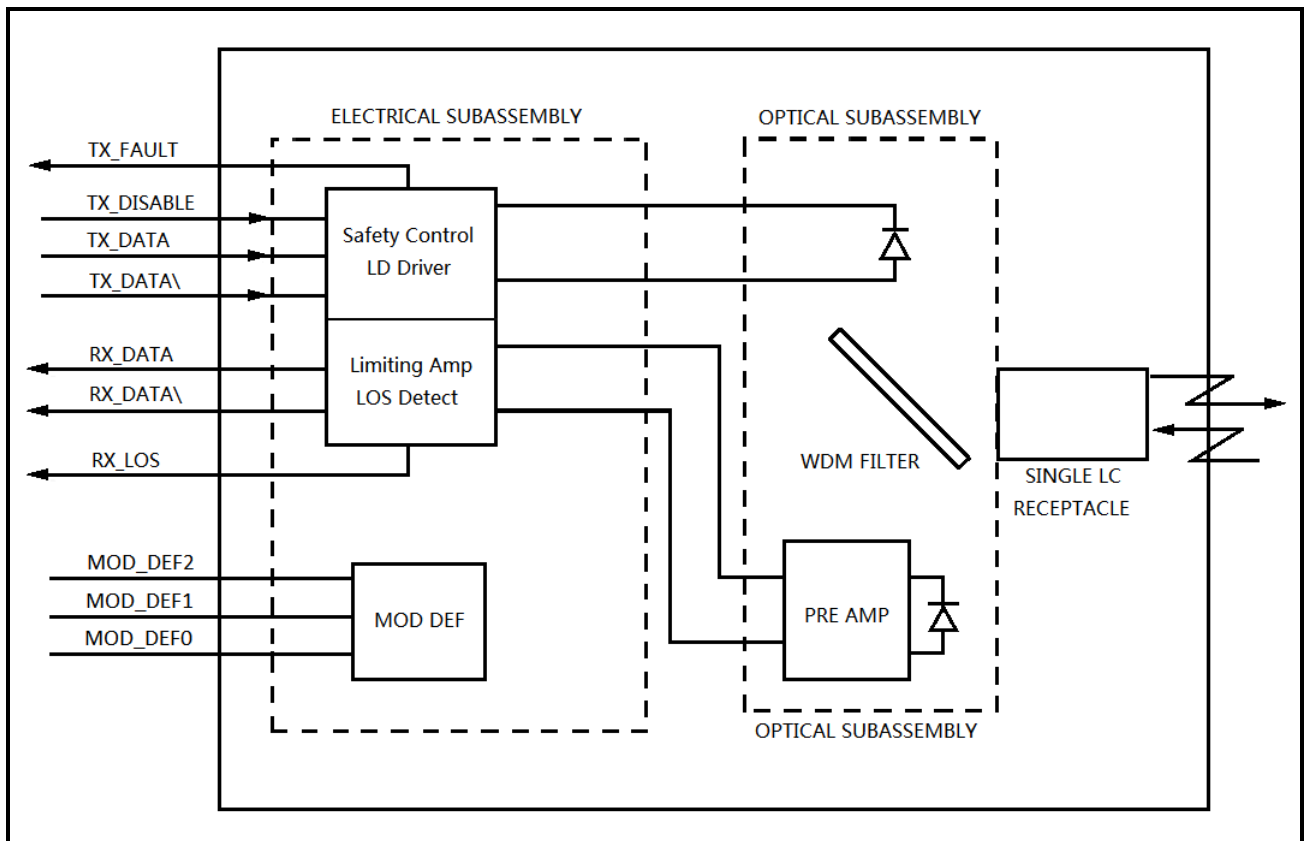 ELECTRICAL SUBASSEMBLY
OPTICAL SUBASSEMBLY
TX_FAULT
TX_DISABLE
TX_DATA
TX_DATA\
Safety Control
LD Driver
RX_DATA
RX_DATA\
RX_LOS
Limiting Amp
LOS Detect
WDM FILTER
SINGLE LC
RECEPTACLE
MOD_DEF2
MOD_DEF1
MOD_DEF0
MOD DEF
PRE AMP
OPTICAL SUBASSEMBLY